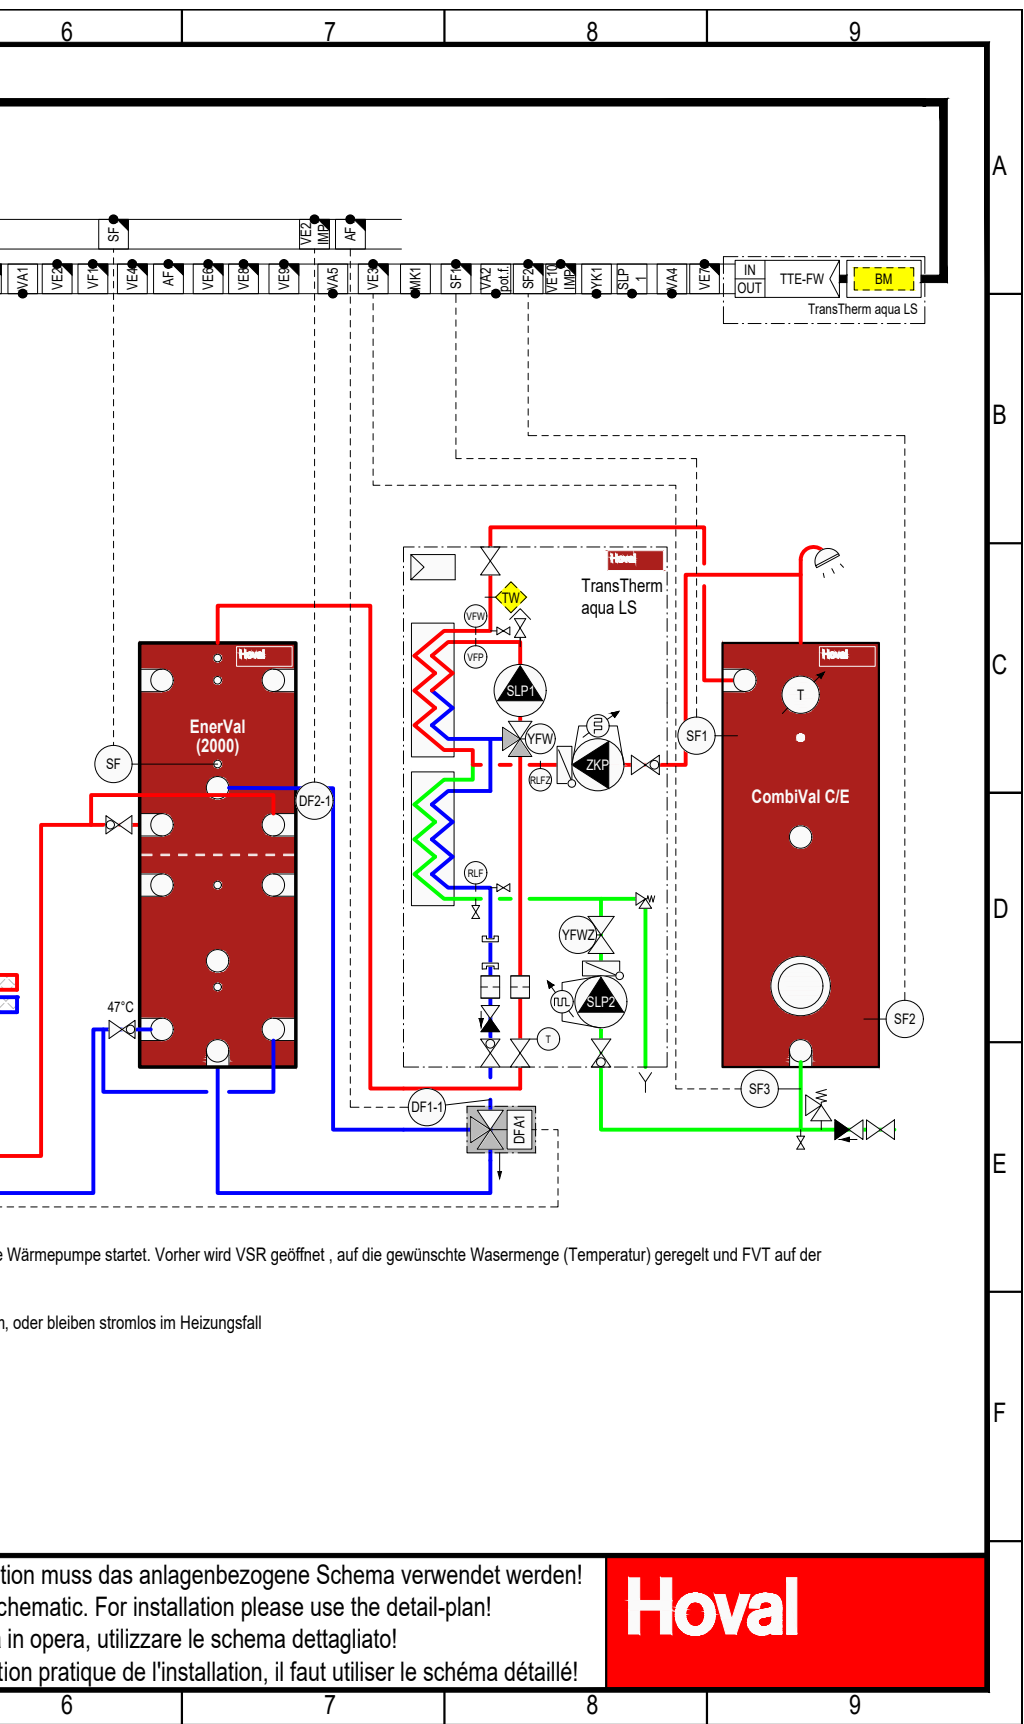 6 7 8 9
A
SF VE2 IMP AF
VA1 VE2 VF1 VE4 AF VE6 VE8 VE9 VA5 VE3 MK1 SF1 VA2 pot.f. SF2 VE10 IMP YK1 SLP 1 VA4 VE7 IN OUT TTE-FW BM
TransTherm aqua LS
B
Hoval
TransTherm
aqua LS
TW
VFW
VFP
C
Hoval
Hoval
SLP1
T
EnerVal
(2000)
SF
YFW
SF1
ZKP
RLFZ
DF2-1
CombiVal C/E
RLF
D
YFWZ
47°C
SLP2
SF2
T
SF3
DF1-1
DFA1
E
e Wärmepumpe startet. Vorher wird VSR geöffnet , auf die gewünschte Wasermenge (Temperatur) geregelt und FVT auf der
n, oder bleiben stromlos im Heizungsfall
F
tion muss das anlagenbezogene Schema verwendet werden!
chematic. For installation please use the detail-plan!
a in opera, utilizzare le schema dettagliato!
tion pratique de l'installation, il faut utiliser le schéma détaillé!
Hoval
6 7 8 9